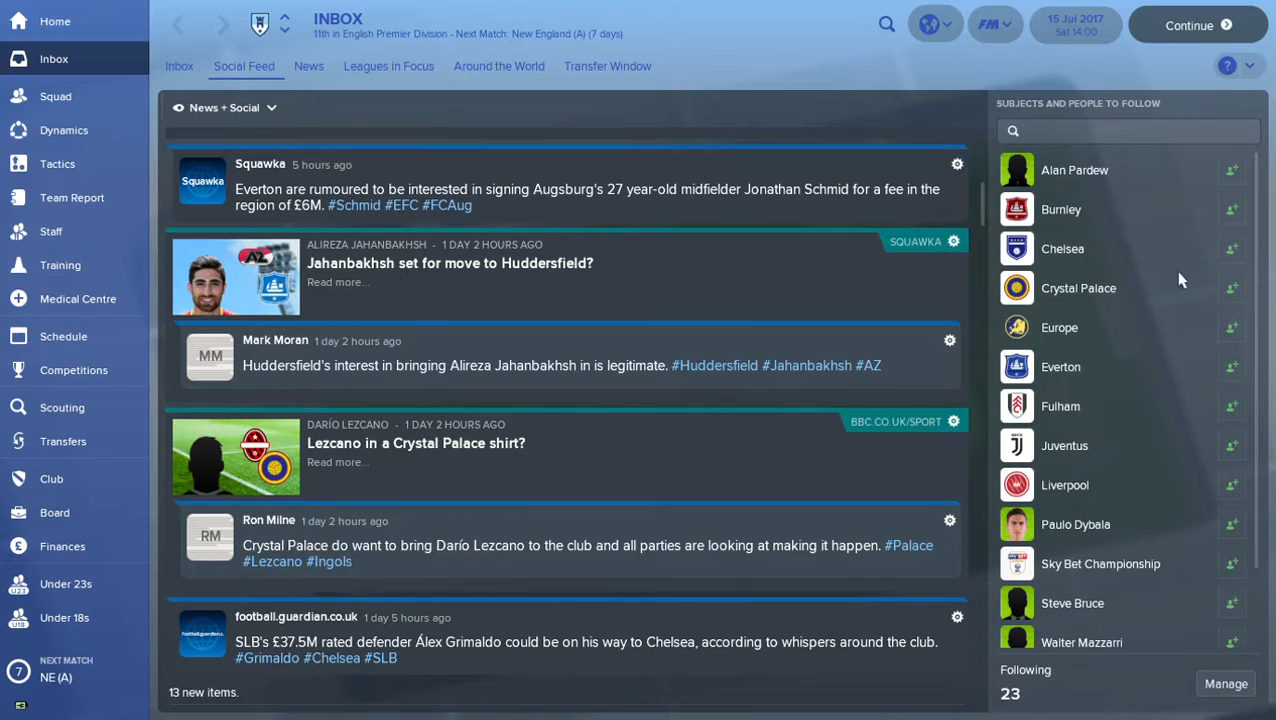 Home
INBOX
11th in English Premier Division - Next Match: New England (A) (7 days)
FM
15 Jul 2017
Sat 14:00
Continue
Inbox
Inbox
Social Feed
News
Leagues in Focus
Around the World
Transfer Window
?
Squad
Dynamics
Tactics
Team Report
Staff
Training
Medical Centre
Schedule
Competitions
Scouting
Transfers
Club
Board
Finances
U23
Under 23s
U18
Under 18s
7
NEXT MATCH
NE (A)
News + Social
Squawka
Squawka 5 hours ago
Everton are rumoured to be interested in signing Augsburg's 27 year-old midfielder Jonathan Schmid for a fee in the
region of £6M. #Schmid #EFC #FCAug
AZ
ALIREZA JAHANBAKHSH - 1 DAY 2 HOURS AGO
SQUAWKA
Jahanbakhsh set for move to Huddersfield?
Read more...
MM
Mark Moran 1 day 2 hours ago
Huddersfield's interest in bringing Alireza Jahanbakhsh in is legitimate. #Huddersfield #Jahanbakhsh #AZ
DARÍO LEZCANO - 1 DAY 2 HOURS AGO
BBC.CO.UK/SPORT
Lezcano in a Crystal Palace shirt?
Read more...
RM
Ron Milne 1 day 2 hours ago
Crystal Palace do want to bring Darío Lezcano to the club and all parties are looking at making it happen. #Palace
#Lezcano #Ingols
football.guardian.co.uk 1 day 5 hours ago
SLB's £37.5M rated defender Álex Grimaldo could be on his way to Chelsea, according to whispers around the club.
#Grimaldo #Chelsea #SLB
13 new items.
SUBJECTS AND PEOPLE TO FOLLOW
Alan Pardew
Burnley
Chelsea
Crystal Palace
Europe
Everton
Fulham
Juventus
Liverpool
Paulo Dybala
Sky Bet Championship
Steve Bruce
Walter Mazzarri
Following
23
Manage